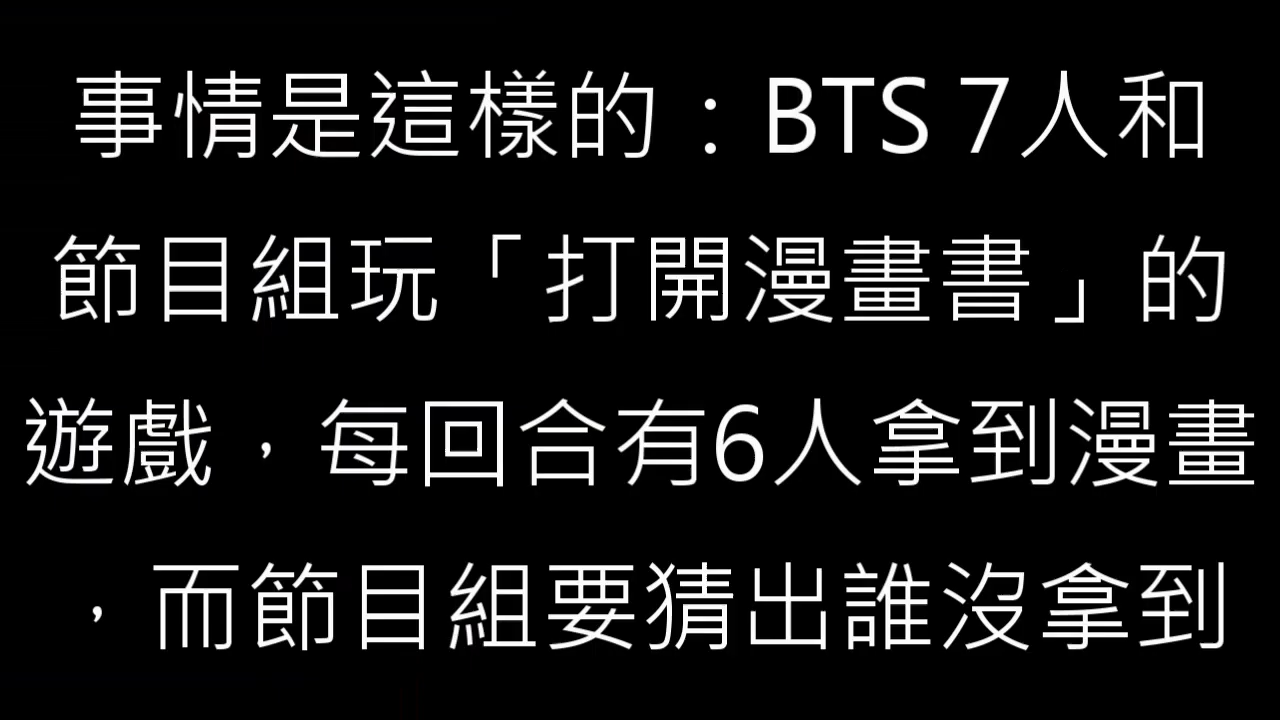 事情是這樣的：BTS 7人和
節目組玩「打開漫畫書」的
遊戲，每回合有6人拿到漫畫
，而節目組要猜出誰沒拿到